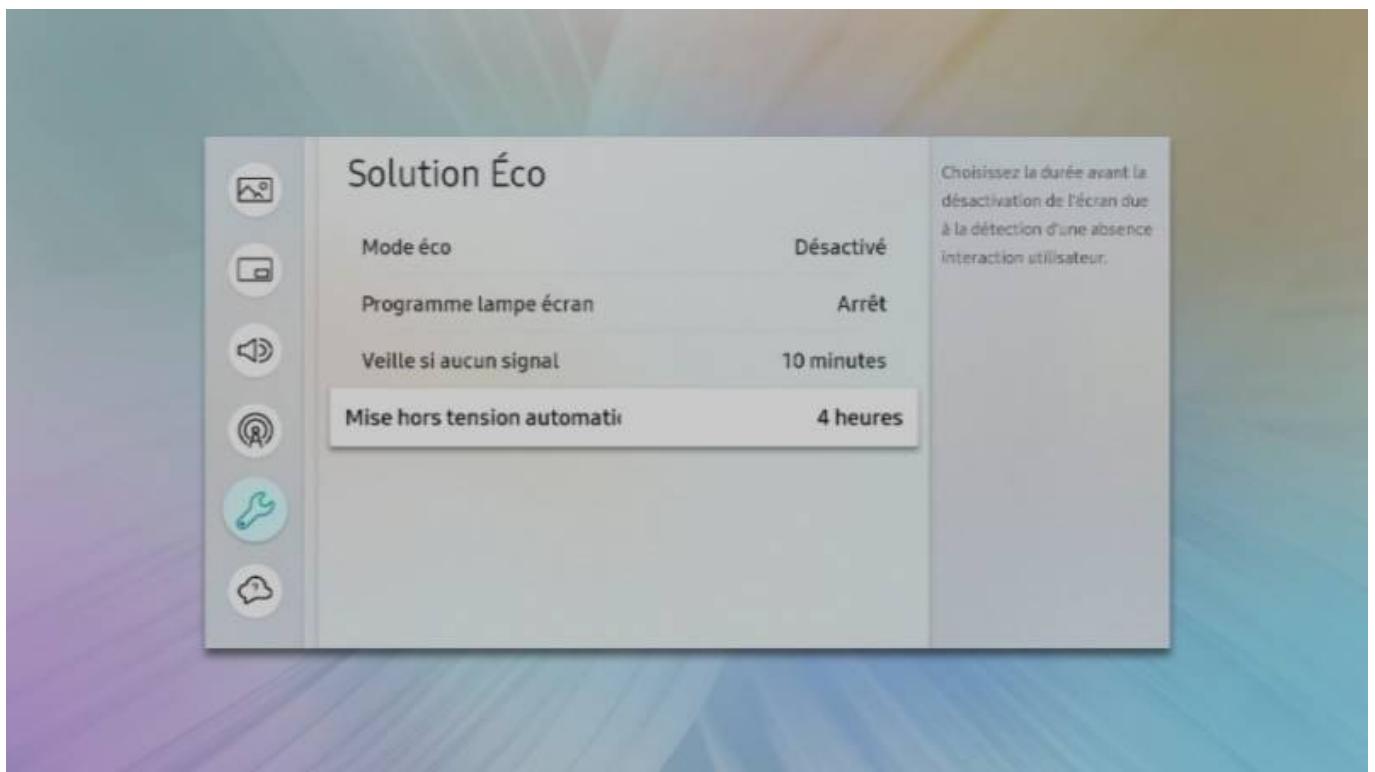 Solution Éco
Mode éco Désactivé
Programme lampe écran Arrêt
Veille si aucun signal 10 minutes
Mise hors tension automatic 4 heures
Choisissez la durée avant la
désactivation de l'écran due
à la détection d'une absence
interaction utilisateur.